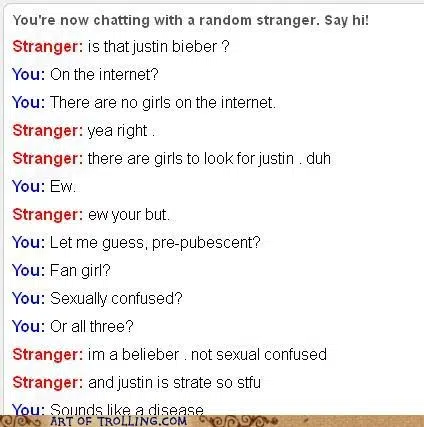 You're now chatting with a random stranger. Say hi!
Stranger: is that justin bieber ?
You: On the internet?
You: There are no girls on the internet.
Stranger: yea right .
Stranger: there are girls to look for justin . duh
You: Ew.
Stranger: ew your but.
You: Let me guess, pre-pubescent?
You: Fan girl?
You: Sexually confused?
You: Or all three?
Stranger: im a belieber . not sexual confused
Stranger: and justin is strate so stfu
You: Sounds like a disease
ART OF TROLLING.COM